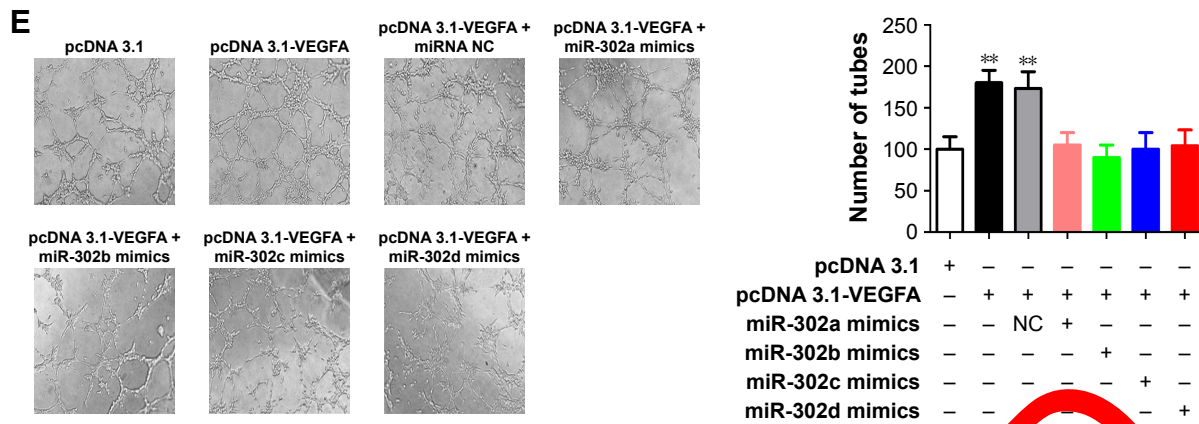 E
pcDNA 3.1
pcDNA 3.1-VEGFA
pcDNA 3.1-VEGFA +
miRNA NC
pcDNA 3.1-VEGFA +
miR-302a mimics
pcDNA 3.1-VEGFA +
miR-302b mimics
pcDNA 3.1-VEGFA +
miR-302c mimics
pcDNA 3.1-VEGFA +
miR-302d mimics
Number of tubes
250
200
150
100
50
0
** **
pcDNA 3.1 + – – – – – –
pcDNA 3.1-VEGFA – + + + + + +
miR-302a mimics – – NC + – – –
miR-302b mimics – – – – + – –
miR-302c mimics – – – – – + –
miR-302d mimics – – – – – – +